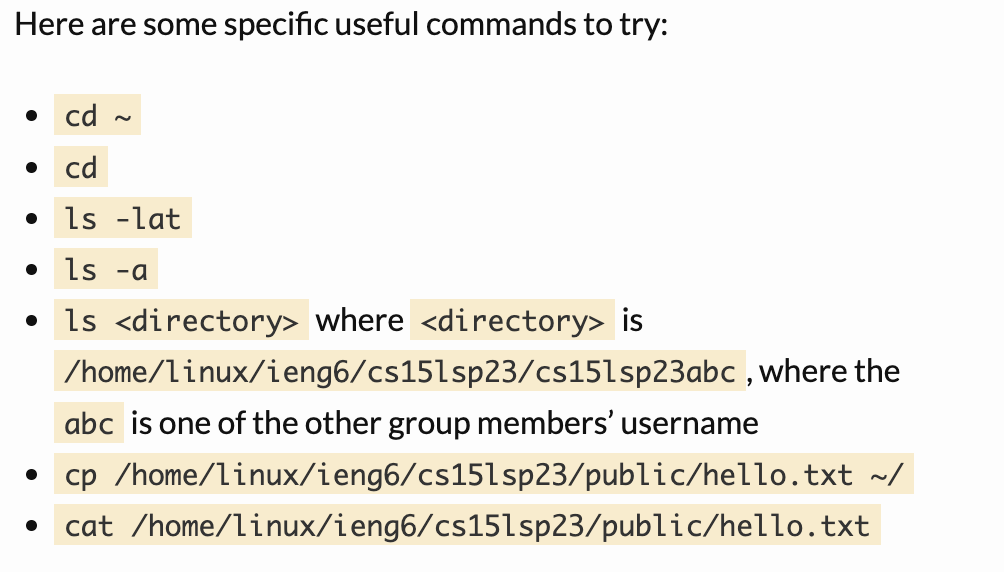 Here are some specific useful commands to try:
cd ~
cd
ls -lat
ls -a
ls <directory> where <directory> is
/home/linux/ieng6/cs15lsp23/cs15lsp23abc , where the
abc is one of the other group members’ username
cp /home/linux/ieng6/cs15lsp23/public/hello.txt ~/
cat /home/linux/ieng6/cs15lsp23/public/hello.txt